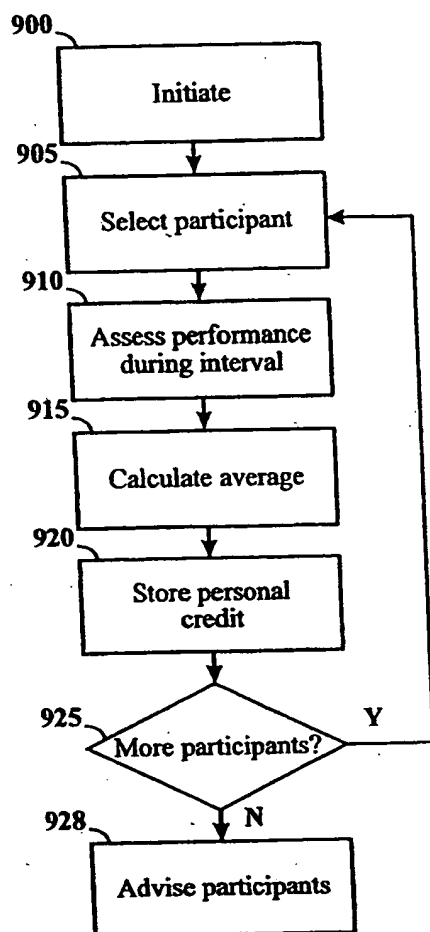 900
Initiate
905
Select participant
910
Assess performance
during interval
915
Calculate average
920
Store personal
credit
925
More participants?
Y
N
928
Advise participants